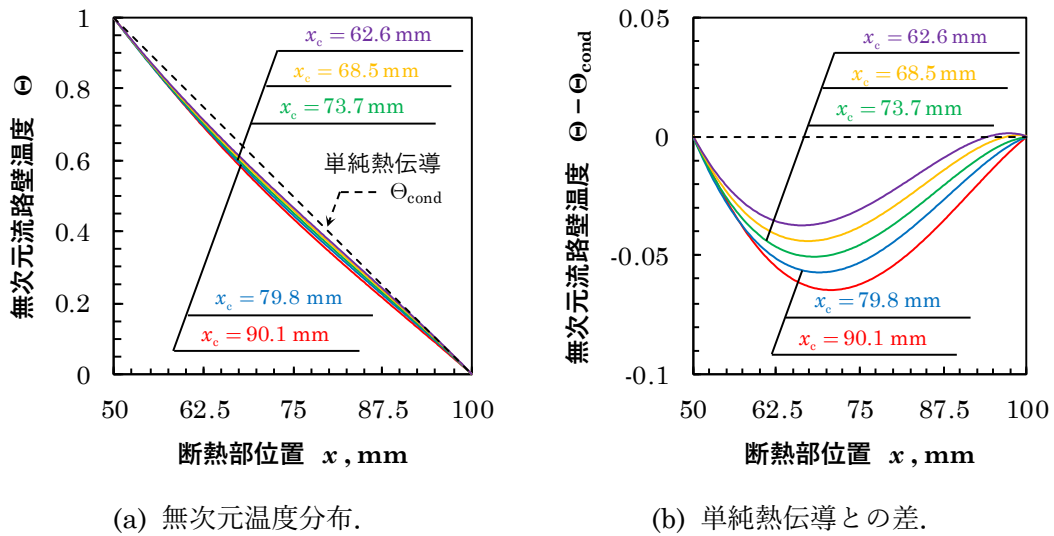 無次元流路壁温度 Θ
1
0.8
0.6
0.4
0.2
0
x_c = 62.6 mm
x_c = 68.5 mm
x_c = 73.7 mm
単純熱伝導
Θ_cond
x_c = 79.8 mm
x_c = 90.1 mm
50 62.5 75 87.5 100
断熱部位置 x , mm
(a) 無次元温度分布.
無次元流路壁温度 Θ − Θ_cond
0.05
0
-0.05
-0.1
x_c = 62.6 mm
x_c = 68.5 mm
x_c = 73.7 mm
x_c = 79.8 mm
x_c = 90.1 mm
50 62.5 75 87.5 100
断熱部位置 x , mm
(b) 単純熱伝導との差.